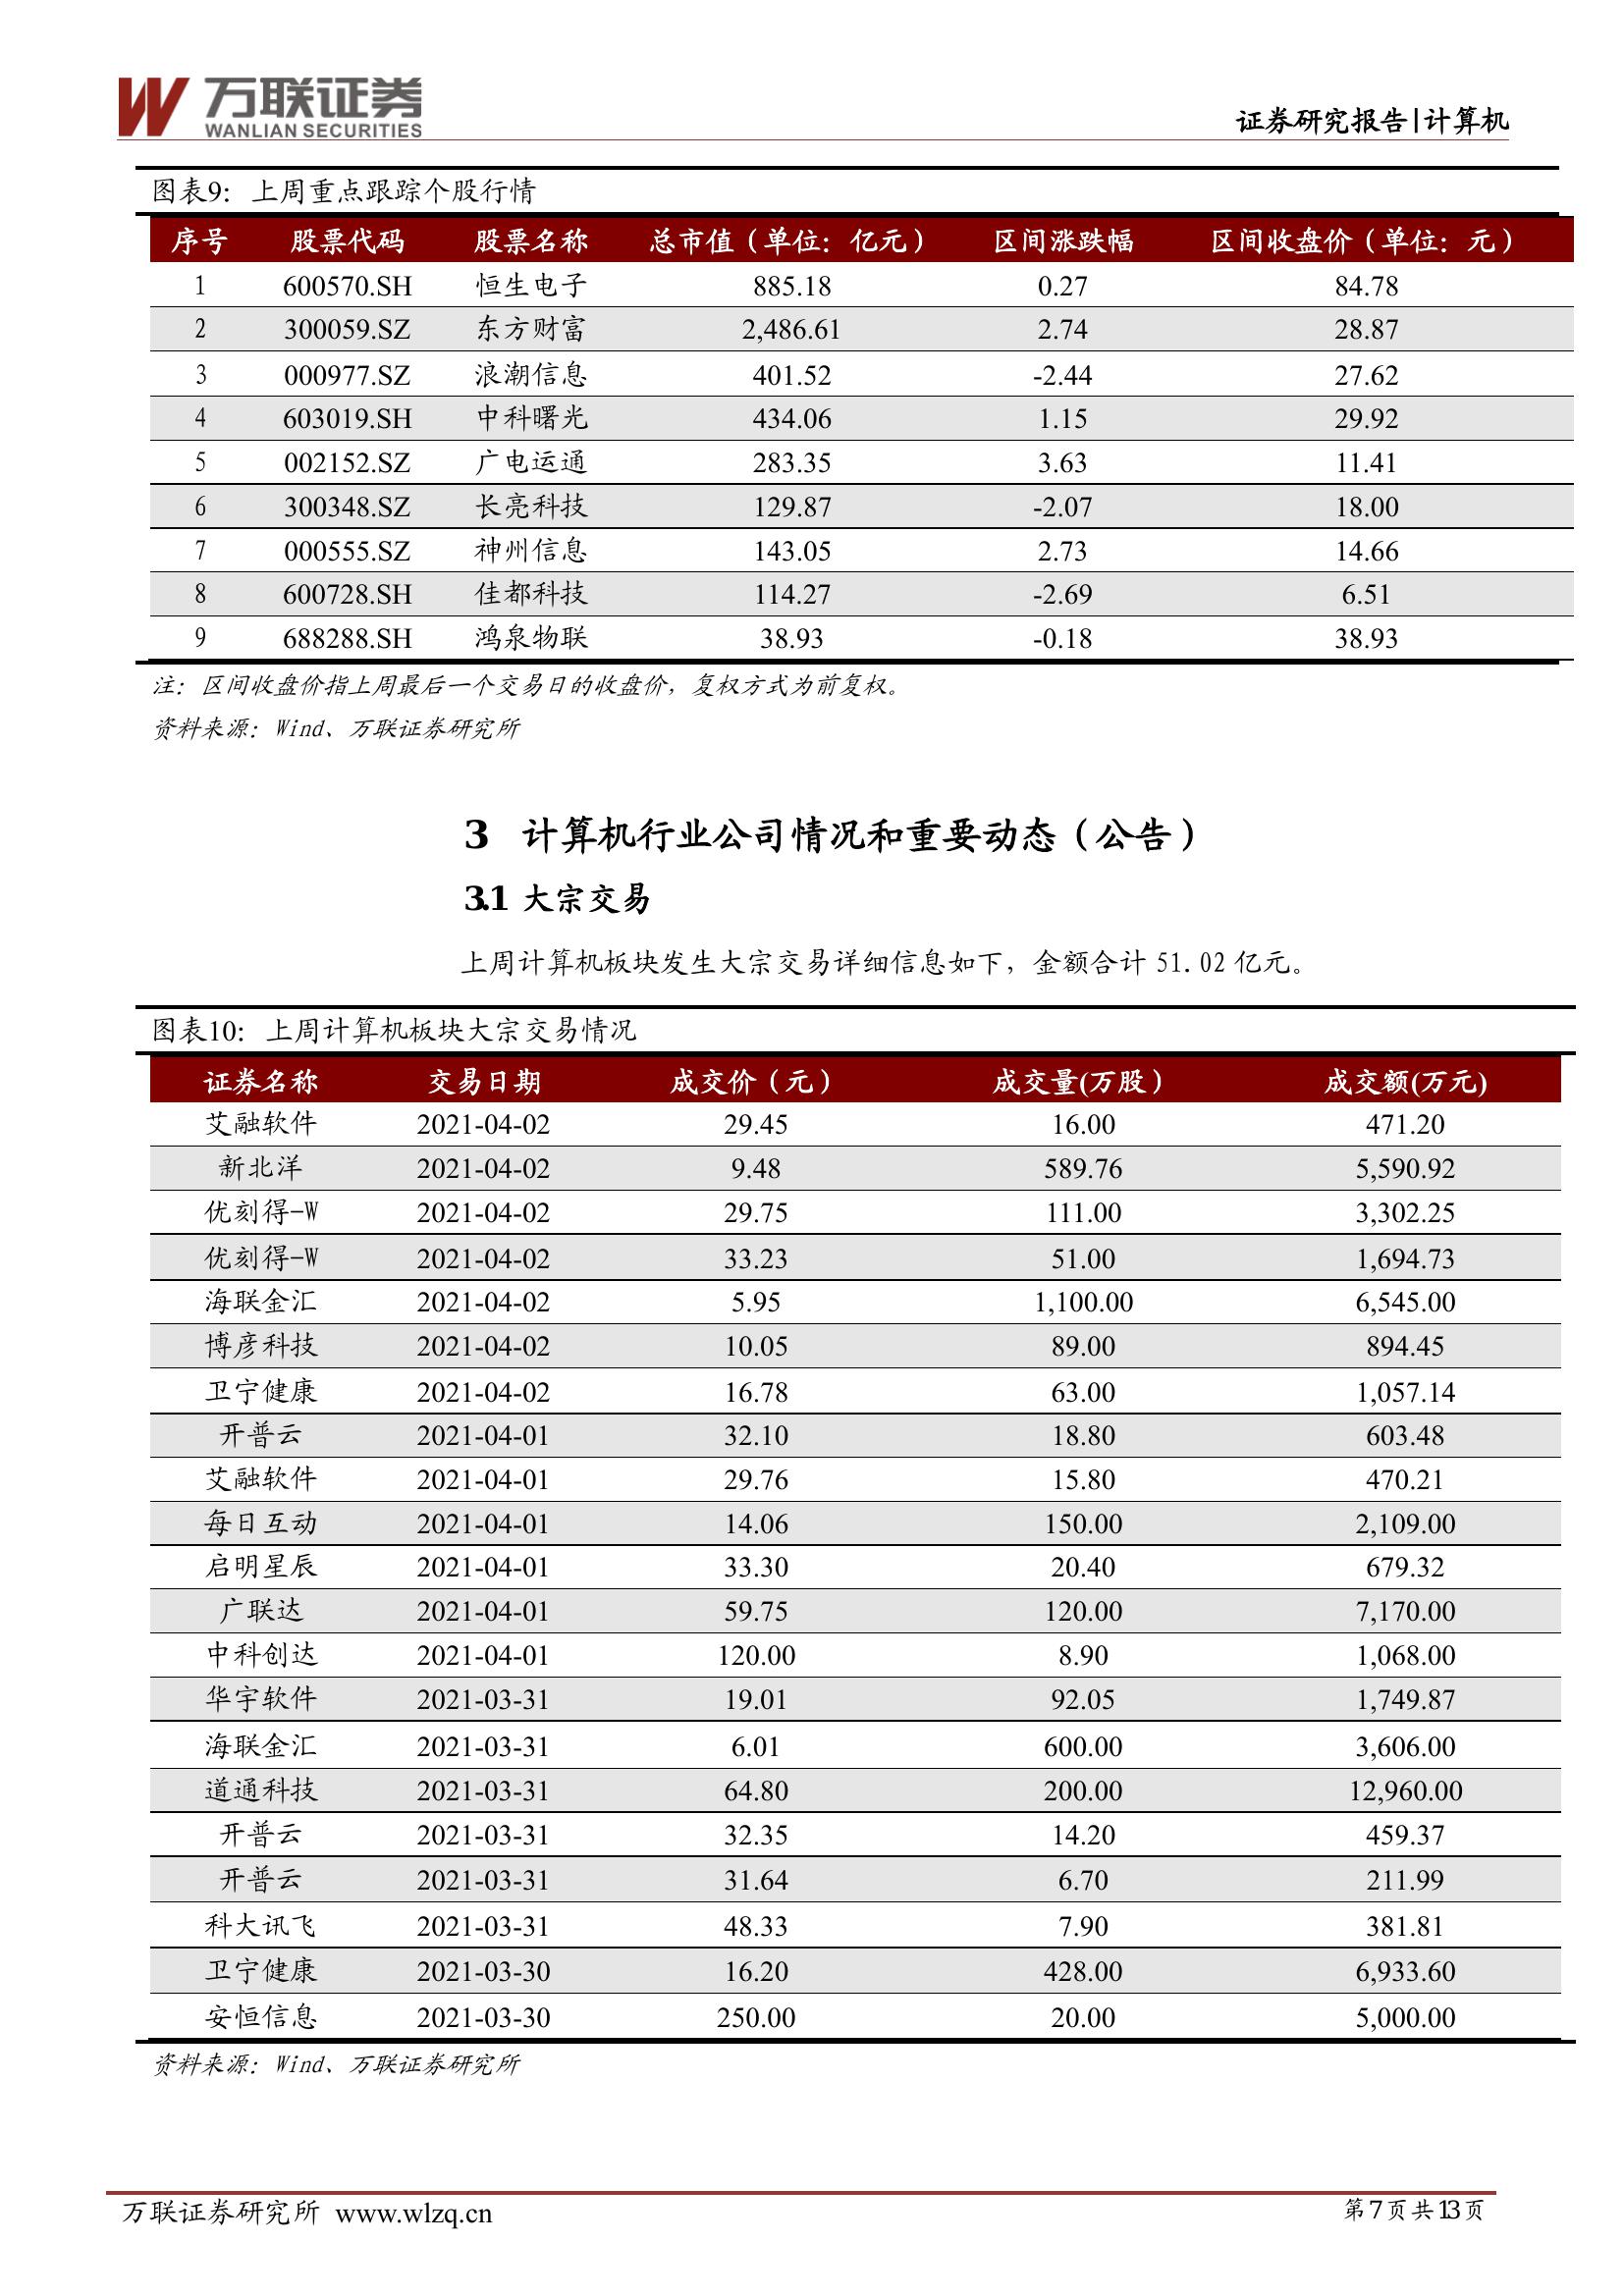 万联证券
WANLIAN SECURITIES
证券研究报告|计算机
图表9：上周重点跟踪个股行情
序号 股票代码 股票名称 总市值（单位：亿元） 区间涨跌幅 区间收盘价（单位：元）
1 600570.SH 恒生电子 885.18 0.27 84.78
2 300059.SZ 东方财富 2,486.61 2.74 28.87
3 000977.SZ 浪潮信息 401.52 -2.44 27.62
4 603019.SH 中科曙光 434.06 1.15 29.92
5 002152.SZ 广电运通 283.35 3.63 11.41
6 300348.SZ 长亮科技 129.87 -2.07 18.00
7 000555.SZ 神州信息 143.05 2.73 14.66
8 600728.SH 佳都科技 114.27 -2.69 6.51
9 688288.SH 鸿泉物联 38.93 -0.18 38.93
注：区间收盘价指上周最后一个交易日的收盘价，复权方式为前复权。
资料来源：Wind、万联证券研究所
3 计算机行业公司情况和重要动态（公告）
3.1 大宗交易
上周计算机板块发生大宗交易详细信息如下，金额合计 51.02 亿元。
图表10：上周计算机板块大宗交易情况
证券名称 交易日期 成交价（元） 成交量(万股） 成交额(万元)
艾融软件 2021-04-02 29.45 16.00 471.20
新北洋 2021-04-02 9.48 589.76 5,590.92
优刻得-W 2021-04-02 29.75 111.00 3,302.25
优刻得-W 2021-04-02 33.23 51.00 1,694.73
海联金汇 2021-04-02 5.95 1,100.00 6,545.00
博彦科技 2021-04-02 10.05 89.00 894.45
卫宁健康 2021-04-02 16.78 63.00 1,057.14
开普云 2021-04-01 32.10 18.80 603.48
艾融软件 2021-04-01 29.76 15.80 470.21
每日互动 2021-04-01 14.06 150.00 2,109.00
启明星辰 2021-04-01 33.30 20.40 679.32
广联达 2021-04-01 59.75 120.00 7,170.00
中科创达 2021-04-01 120.00 8.90 1,068.00
华宇软件 2021-03-31 19.01 92.05 1,749.87
海联金汇 2021-03-31 6.01 600.00 3,606.00
道通科技 2021-03-31 64.80 200.00 12,960.00
开普云 2021-03-31 32.35 14.20 459.37
开普云 2021-03-31 31.64 6.70 211.99
科大讯飞 2021-03-31 48.33 7.90 381.81
卫宁健康 2021-03-30 16.20 428.00 6,933.60
安恒信息 2021-03-30 250.00 20.00 5,000.00
资料来源：Wind、万联证券研究所
万联证券研究所 www.wlzq.cn 第 7 页 共 13 页